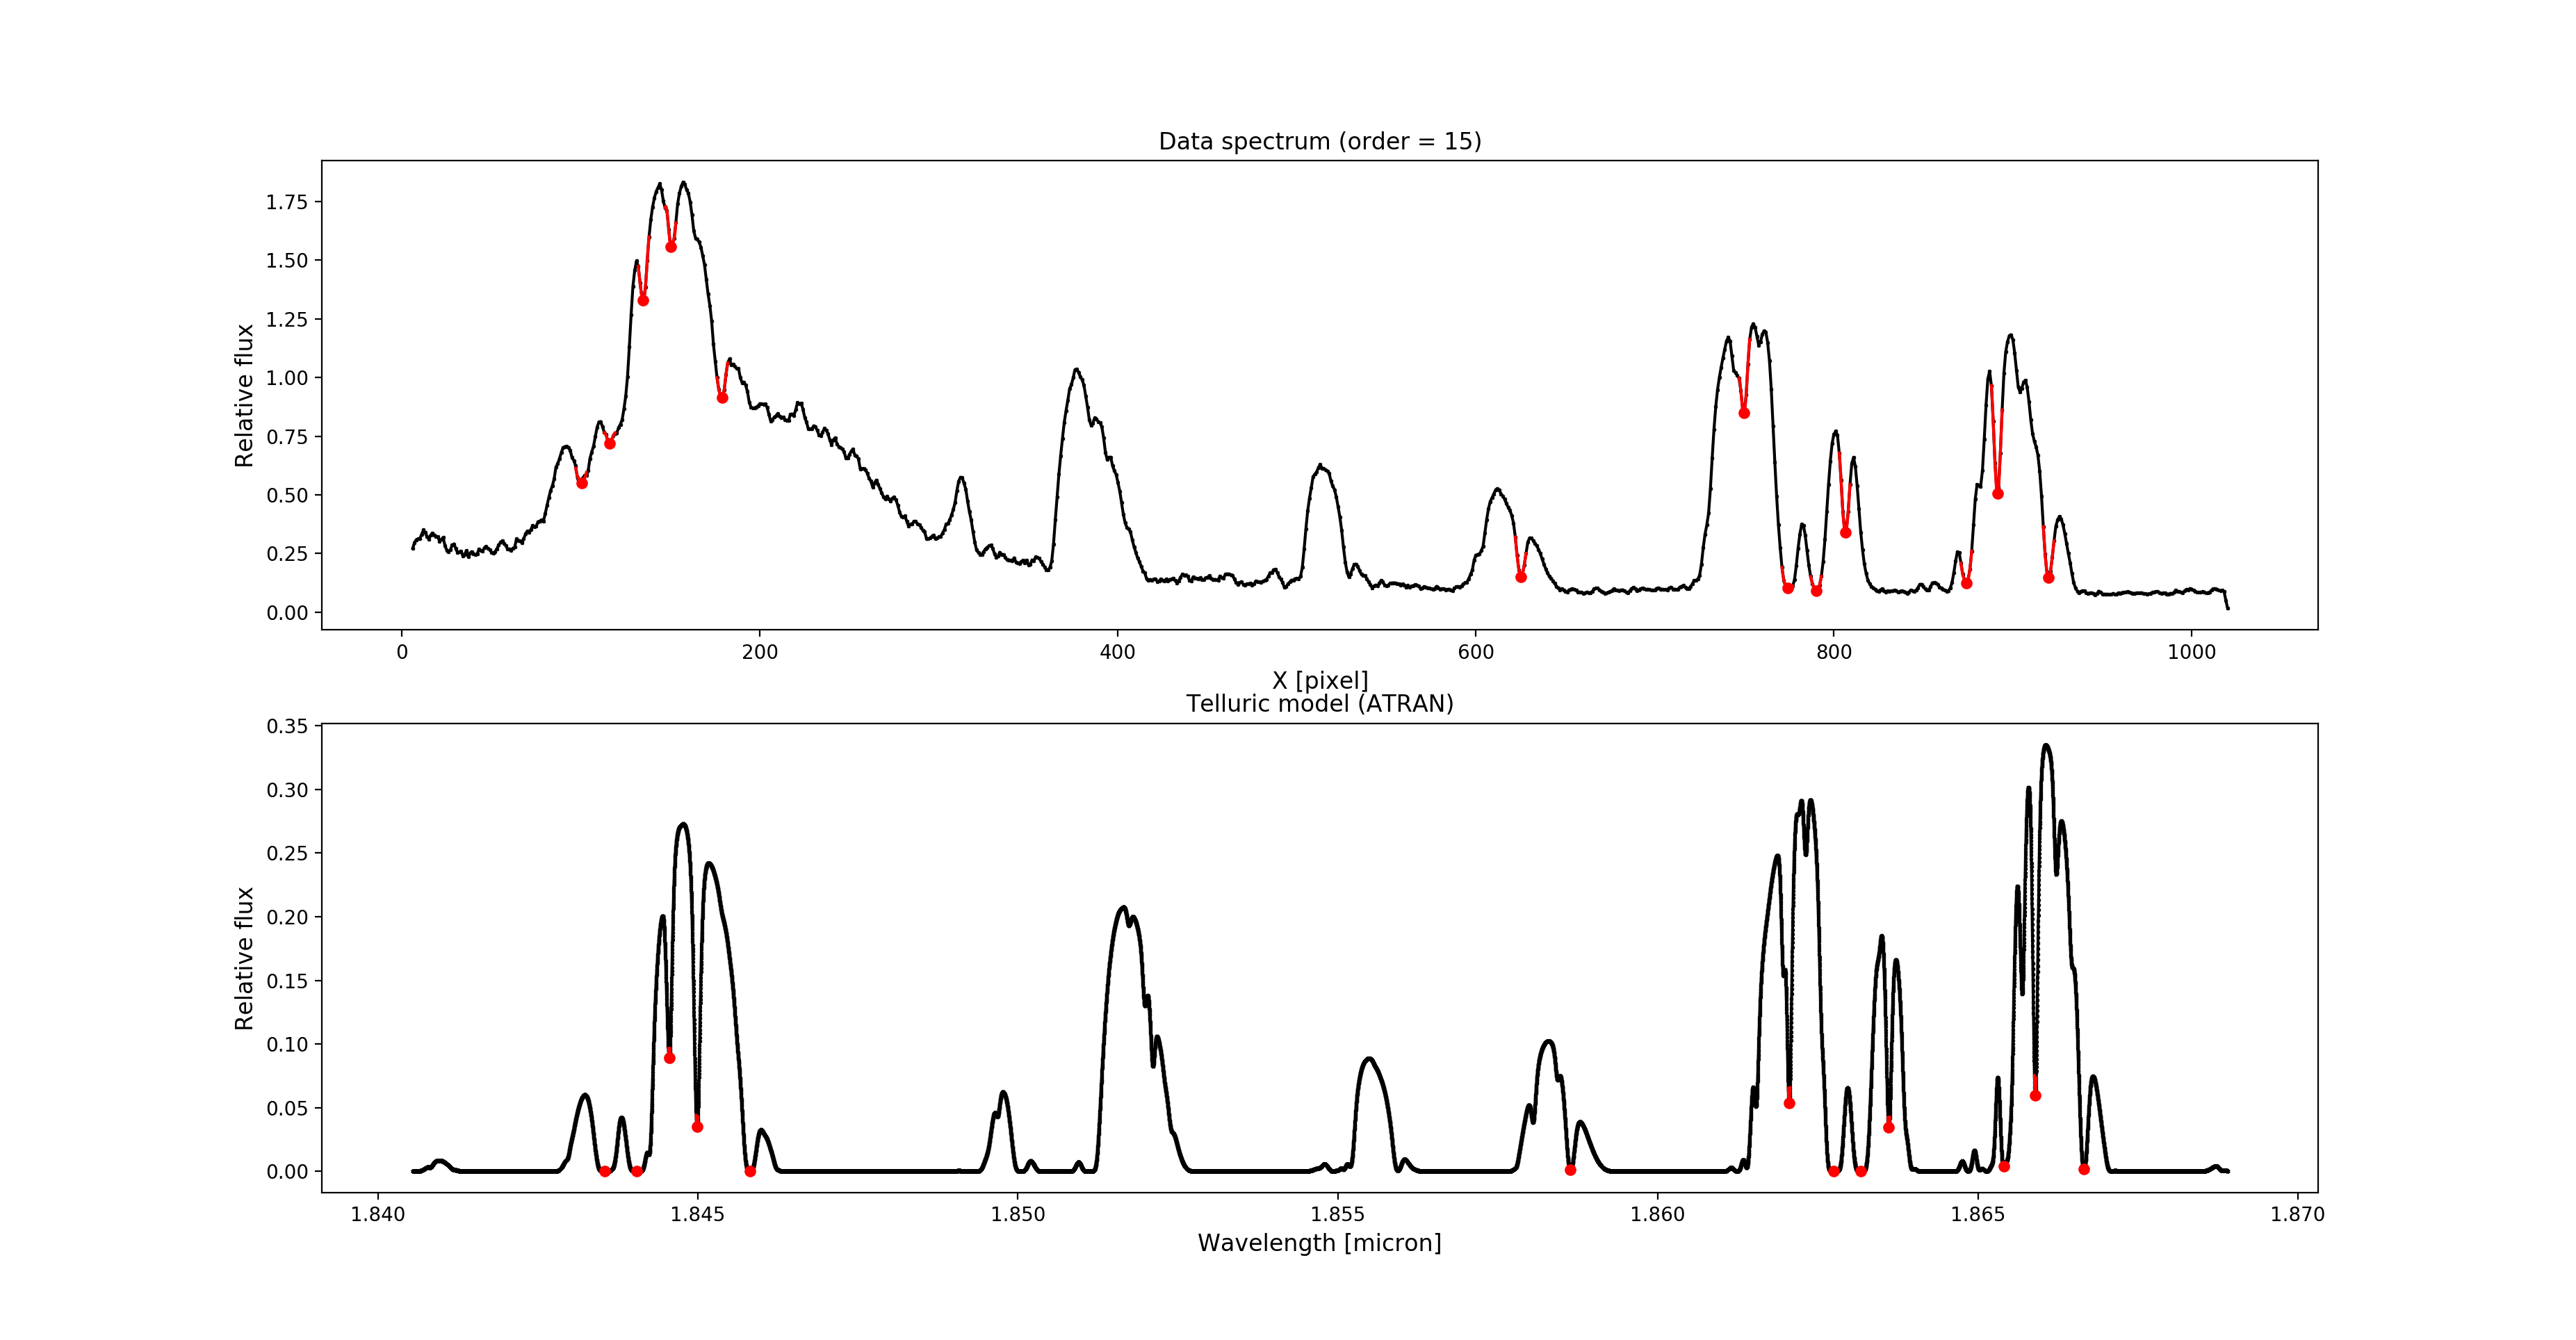 Data spectrum (order = 15)
Relative flux
1.75
1.50
1.25
1.00
0.75
0.50
0.25
0.00
0 200 400 600 800 1000
X [pixel]
Telluric model (ATRAN)
Relative flux
0.35
0.30
0.25
0.20
0.15
0.10
0.05
0.00
1.840 1.845 1.850 1.855 1.860 1.865 1.870
Wavelength [micron]